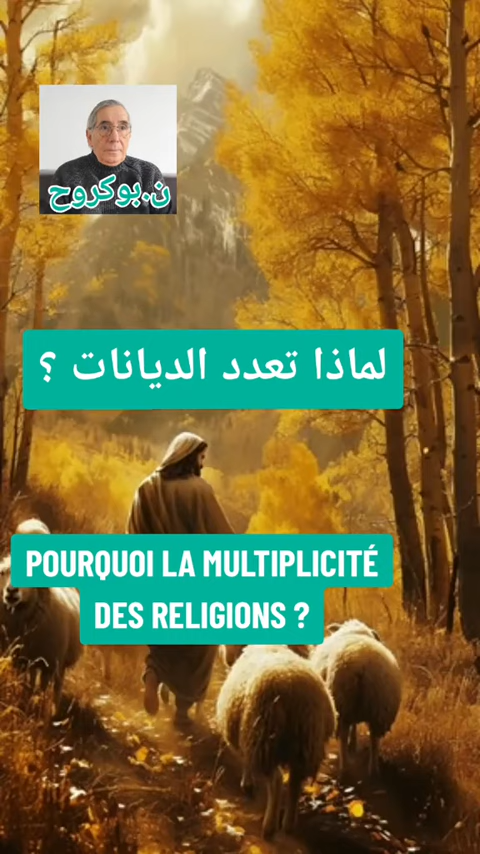 ن.بوكروح
لماذا تعدد الديانات ؟
POURQUOI LA MULTIPLICITÉ
DES RELIGIONS ?